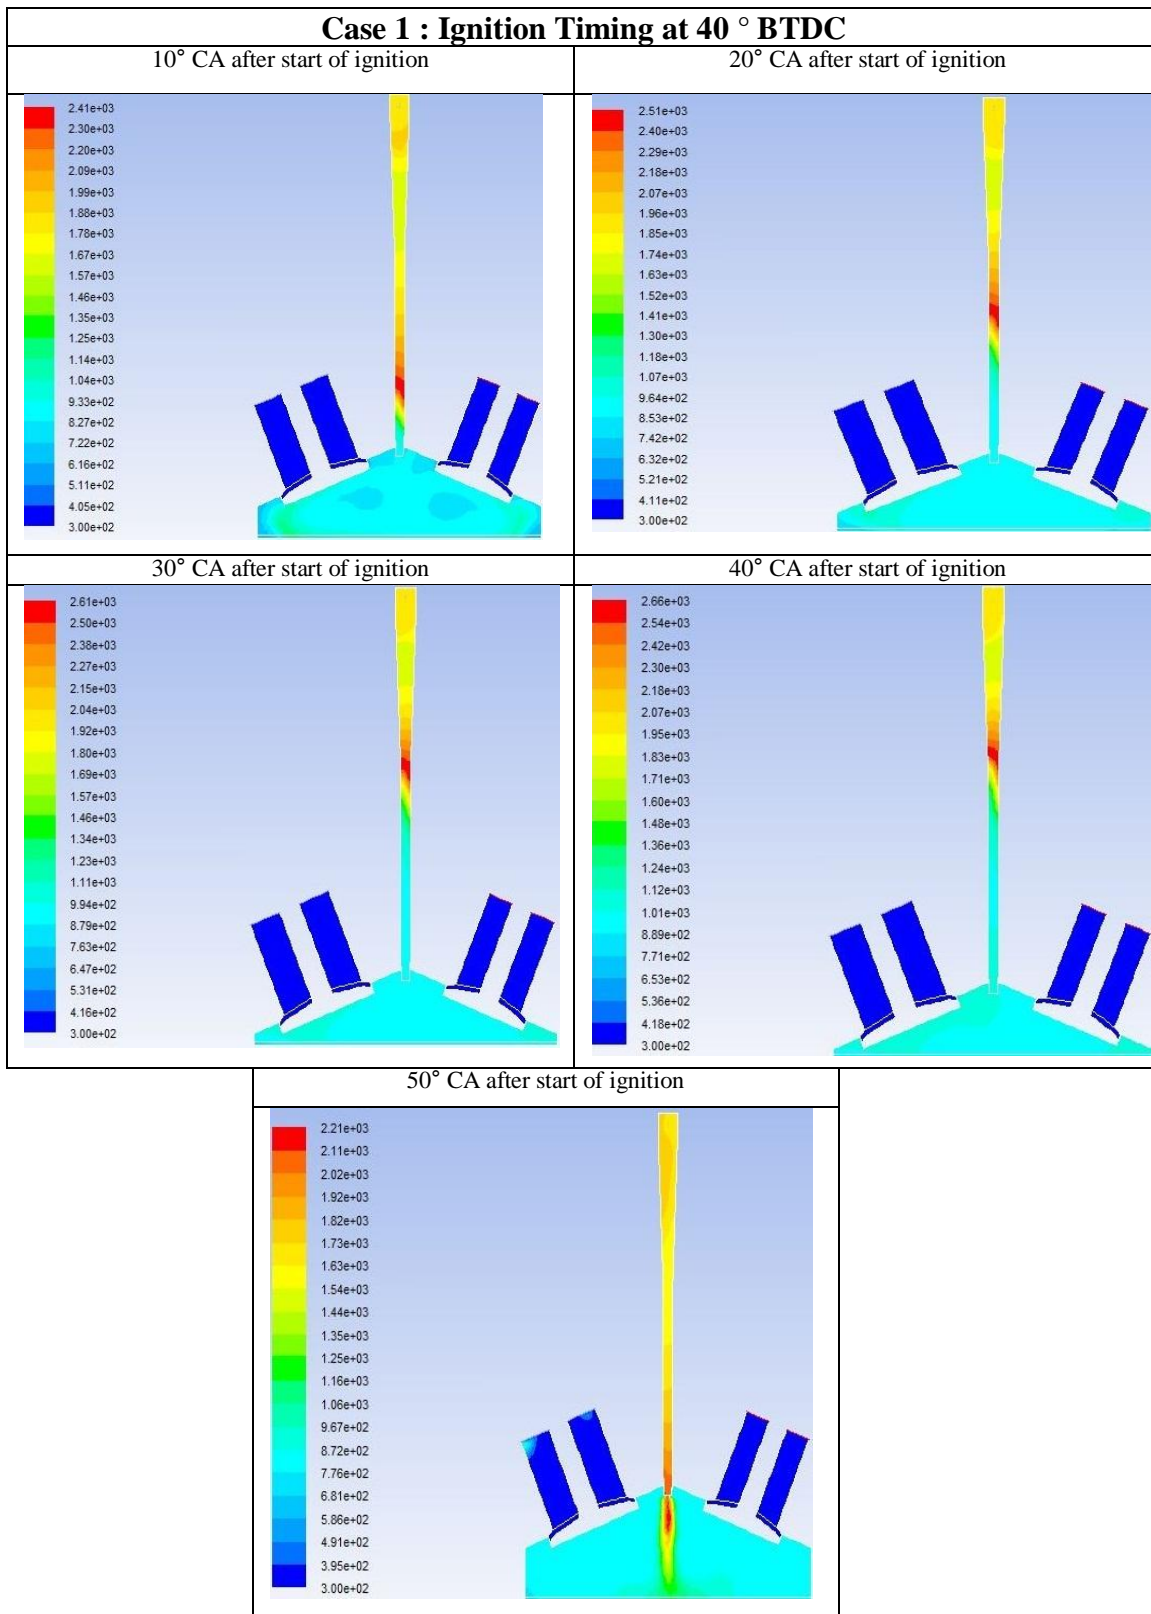 Case 1 : Ignition Timing at 40 ° BTDC
10° CA after start of ignition
20° CA after start of ignition
2.41e+03
2.30e+03
2.20e+03
2.09e+03
1.99e+03
1.88e+03
1.78e+03
1.67e+03
1.57e+03
1.46e+03
1.35e+03
1.25e+03
1.14e+03
1.04e+03
9.33e+02
8.27e+02
7.22e+02
6.16e+02
5.11e+02
4.05e+02
3.00e+02
2.51e+03
2.40e+03
2.29e+03
2.18e+03
2.07e+03
1.96e+03
1.85e+03
1.74e+03
1.63e+03
1.52e+03
1.41e+03
1.30e+03
1.18e+03
1.07e+03
9.64e+02
8.53e+02
7.42e+02
6.32e+02
5.21e+02
4.11e+02
3.00e+02
30° CA after start of ignition
40° CA after start of ignition
2.61e+03
2.50e+03
2.38e+03
2.27e+03
2.15e+03
2.04e+03
1.92e+03
1.80e+03
1.69e+03
1.57e+03
1.46e+03
1.34e+03
1.23e+03
1.11e+03
9.94e+02
8.79e+02
7.63e+02
6.47e+02
5.31e+02
4.16e+02
3.00e+02
2.66e+03
2.54e+03
2.42e+03
2.30e+03
2.18e+03
2.07e+03
1.95e+03
1.83e+03
1.71e+03
1.60e+03
1.48e+03
1.36e+03
1.24e+03
1.12e+03
1.01e+03
8.89e+02
7.71e+02
6.53e+02
5.36e+02
4.18e+02
3.00e+02
50° CA after start of ignition
2.21e+03
2.11e+03
2.02e+03
1.92e+03
1.82e+03
1.73e+03
1.63e+03
1.54e+03
1.44e+03
1.35e+03
1.25e+03
1.16e+03
1.06e+03
9.67e+02
8.72e+02
7.76e+02
6.81e+02
5.86e+02
4.91e+02
3.95e+02
3.00e+02